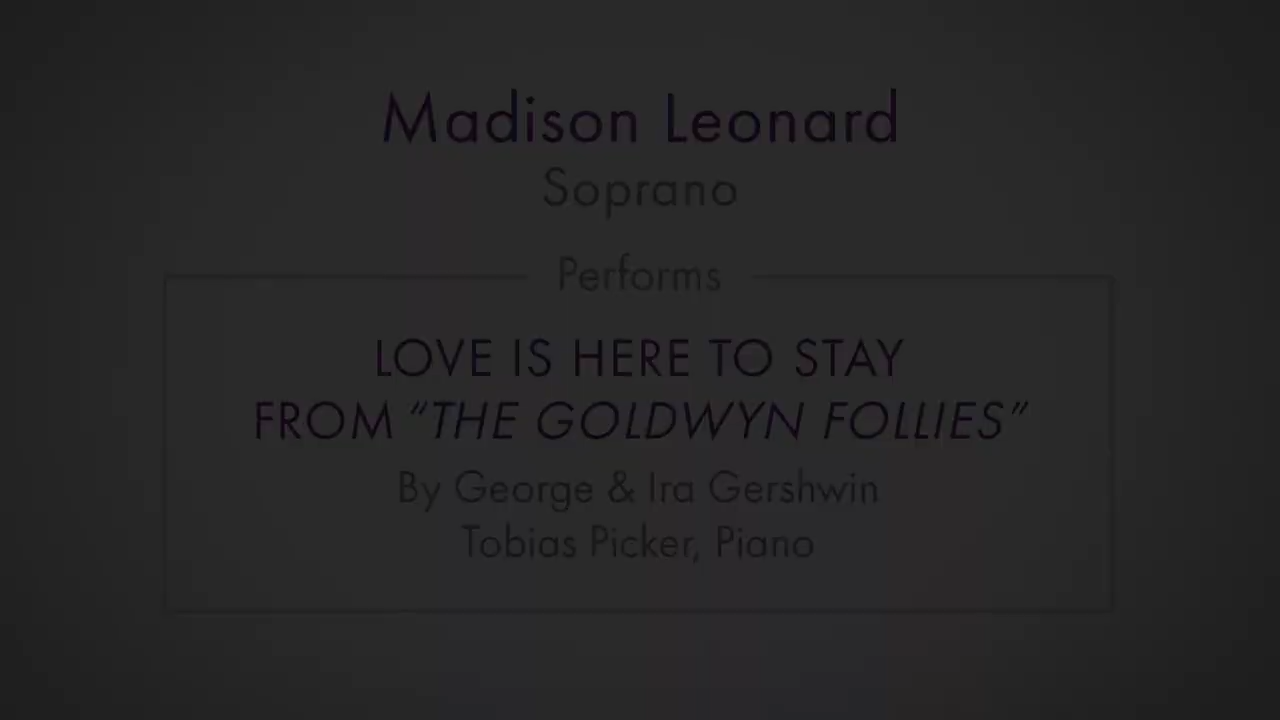 Madison Leonard
Soprano
Performs
LOVE IS HERE TO STAY
FROM “THE GOLDWYN FOLLIES”
By George & Ira Gershwin
Tobias Picker, Piano